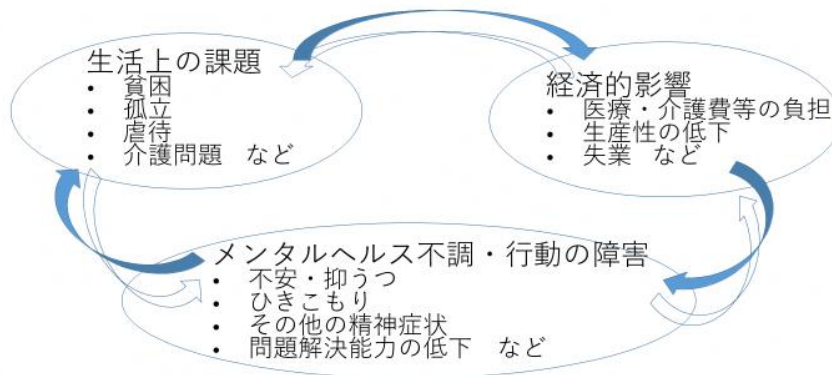 生活上の課題
• 貧困
• 孤立
• 虐待
• 介護問題　など
経済的影響
• 医療・介護費等の負担
• 生産性の低下
• 失業　など
メンタルヘルス不調・行動の障害
• 不安・抑うつ
• ひきこもり
• その他の精神症状
• 問題解決能力の低下　など